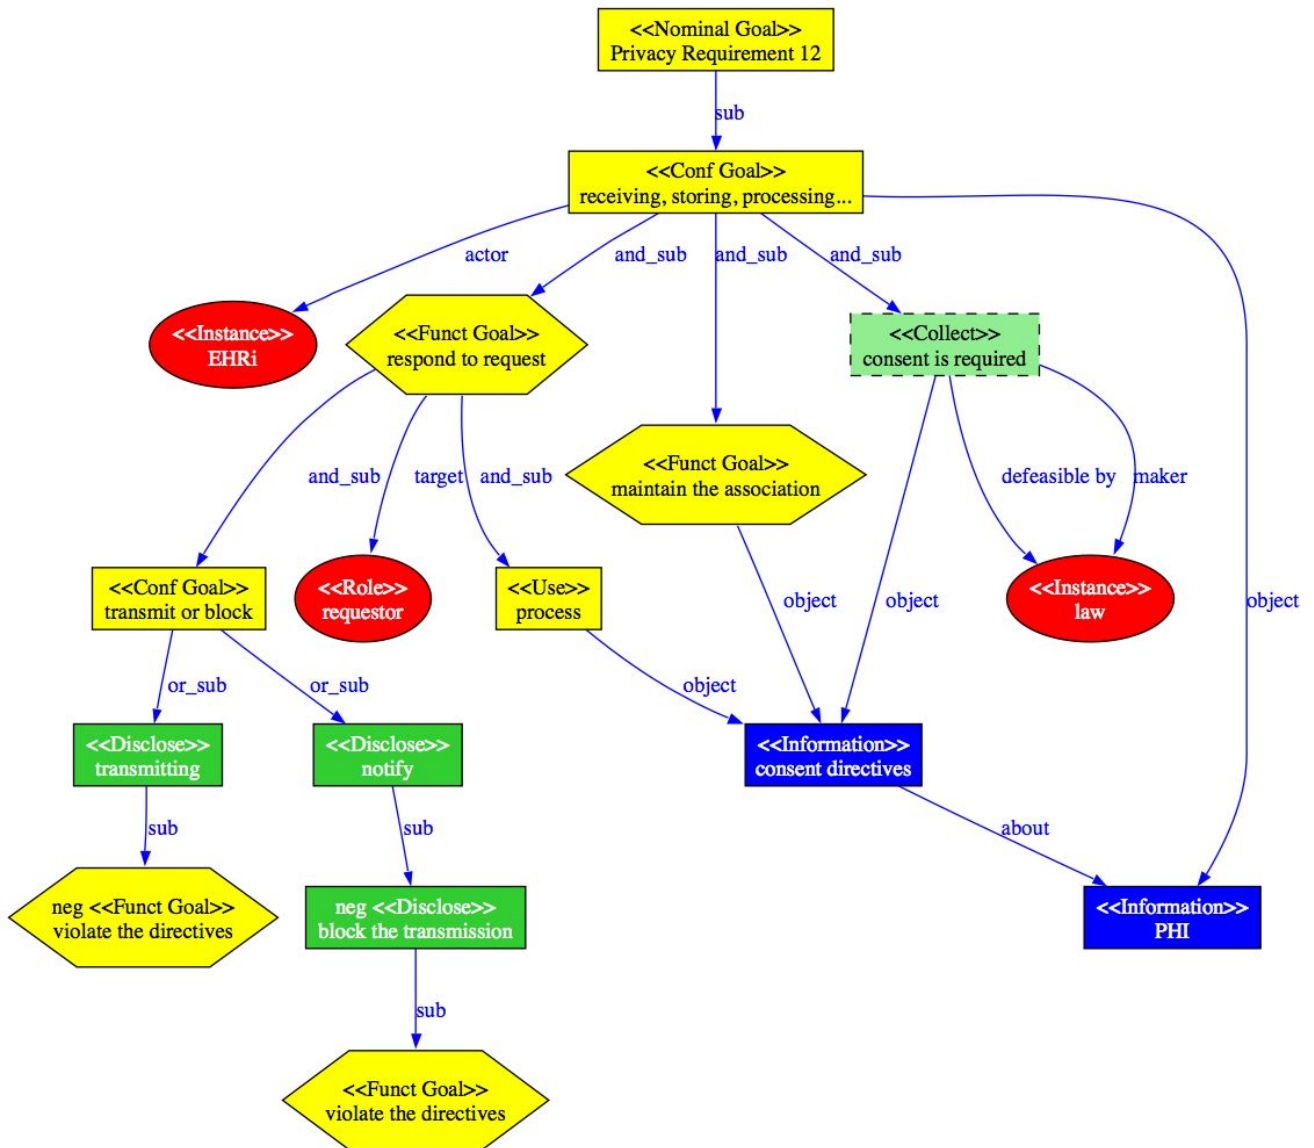 <<Nominal Goal>>
Privacy Requirement 12
sub
<<Conf Goal>>
receiving, storing, processing...
actor
and_sub
and_sub
and_sub
<<Instance>>
EHRi
<<Funct Goal>>
respond to request
<<Collect>>
consent is required
and_sub
target
and_sub
<<Funct Goal>>
maintain the association
defeasible by
maker
<<Conf Goal>>
transmit or block
<<Role>>
requestor
<<Use>>
process
object
object
<<Instance>>
law
object
or_sub
or_sub
object
<<Disclose>>
transmitting
<<Disclose>>
notify
<<Information>>
consent directives
sub
sub
about
neg <<Funct Goal>>
violate the directives
neg <<Disclose>>
block the transmission
<<Information>>
PHI
sub
<<Funct Goal>>
violate the directives